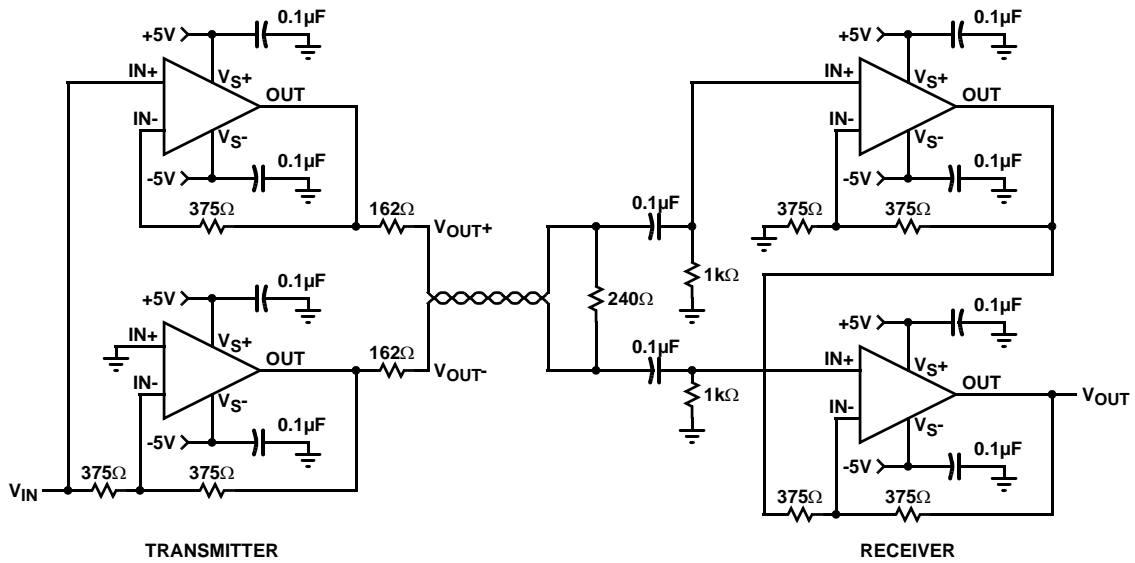 0.1µF
+5V
IN+
VS+
OUT
IN-
VS-
0.1µF
-5V
375Ω
162Ω
VOUT+
0.1µF
+5V
IN+
VS+
OUT
162Ω
VOUT-
IN-
VS-
0.1µF
-5V
375Ω
375Ω
VIN
TRANSMITTER
0.1µF
1kΩ
240Ω
0.1µF
1kΩ
0.1µF
+5V
IN+
VS+
OUT
IN-
VS-
0.1µF
-5V
375Ω
375Ω
0.1µF
+5V
IN+
VS+
OUT
VOUT
IN-
VS-
0.1µF
-5V
375Ω
375Ω
RECEIVER